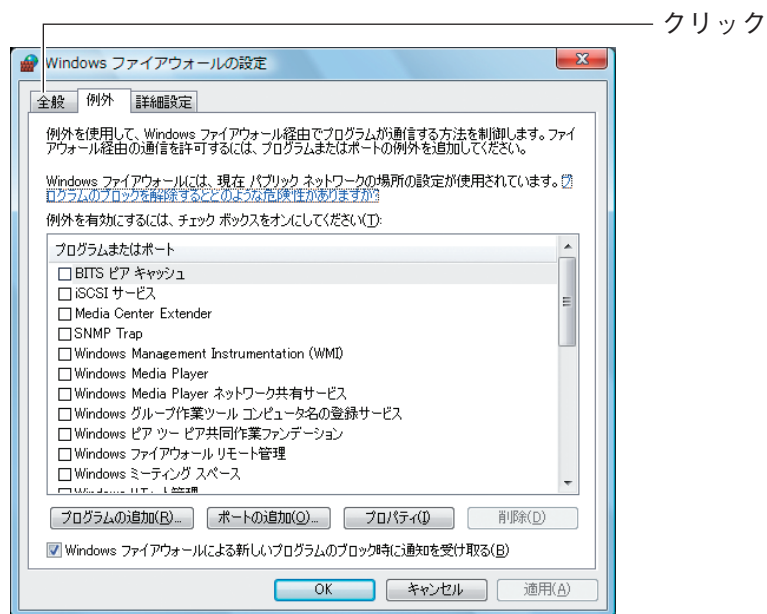 クリック
Windows ファイアウォールの設定
全般 例外 詳細設定
例外を使用して、Windows ファイアウォール経由でプログラムが通信する方法を制御します。ファイ
アウォール経由の通信を許可するには、プログラムまたはポートの例外を追加してください。
Windows ファイアウォールには、現在 パブリック ネットワークの場所の設定が使用されています。プ
ログラムのブロックを解除するとどのような危険性がありますか?
例外を有効にするには、チェック ボックスをオンにしてください(T):
プログラムまたはポート
BITS ピア キャッシュ
iSCSI サービス
Media Center Extender
SNMP Trap
Windows Management Instrumentation (WMI)
Windows Media Player
Windows Media Player ネットワーク共有サービス
Windows グループ作業ツール コンピュータ名の登録サービス
Windows ピア ツー ピア共同作業ファンデーション
Windows ファイアウォール リモート管理
Windows ミーティング スペース
Windows リモート管理
プログラムの追加(R)... ポートの追加(O)... プロパティ(I) 削除(D)
Windows ファイアウォールによる新しいプログラムのブロック時に通知を受け取る(B)
OK キャンセル 適用(A)